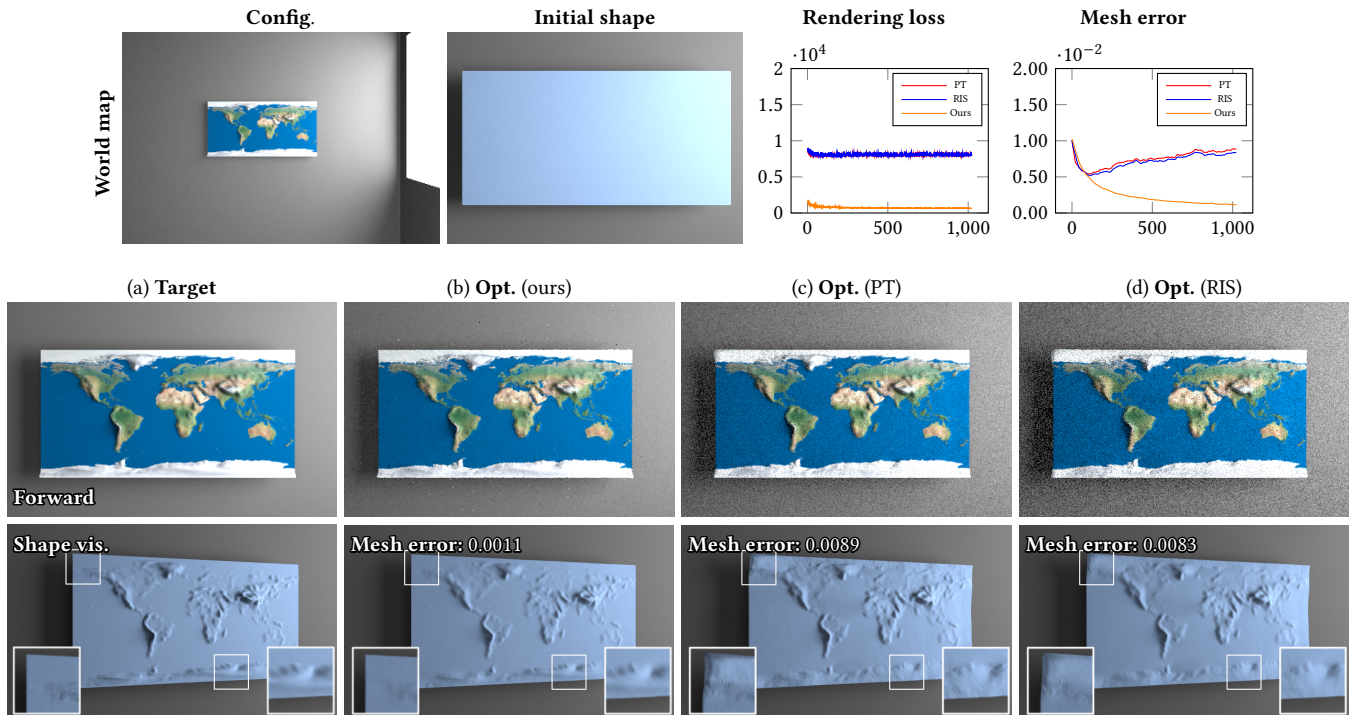 Config.
Initial shape
Rendering loss
Mesh error
World map
·10⁴
2
1.5
1
0.5
0
0
500
1,000
PT
RIS
Ours
·10⁻²
2.00
1.50
1.00
0.50
0.00
0
500
1,000
PT
RIS
Ours
(a) Target
(b) Opt. (ours)
(c) Opt. (PT)
(d) Opt. (RIS)
Forward
Shape vis.
Mesh error: 0.0011
Mesh error: 0.0089
Mesh error: 0.0083